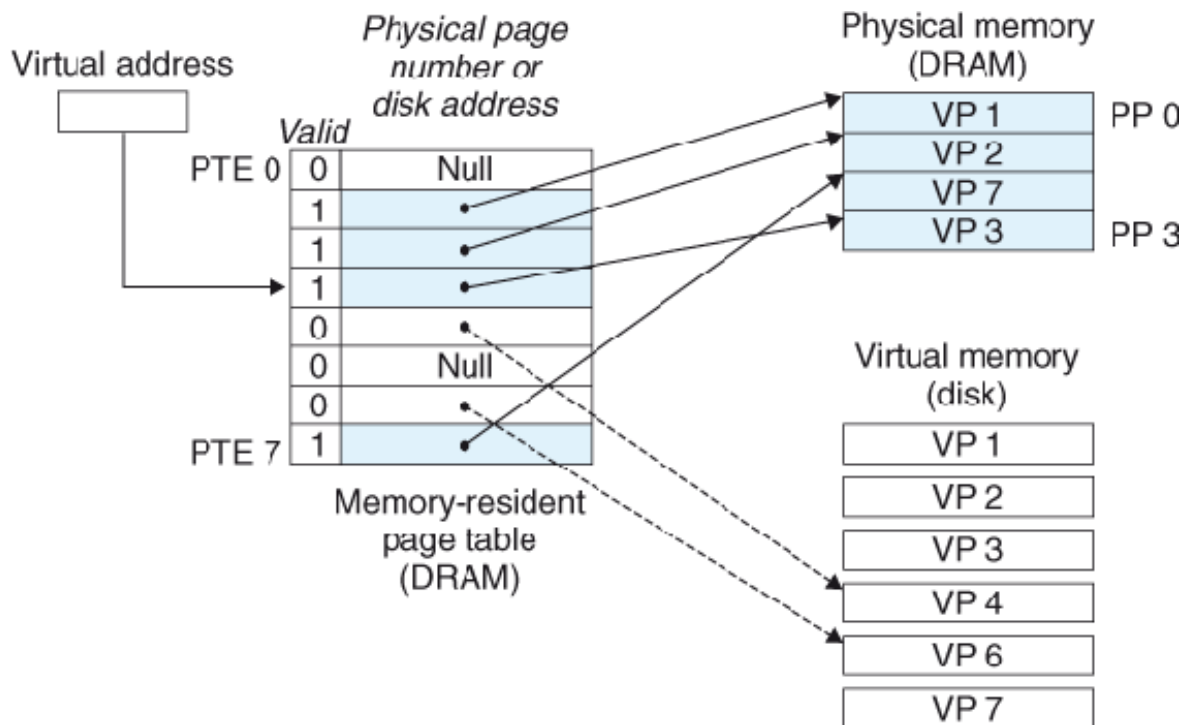 Virtual address
Physical page
number or
disk address
Valid
PTE 0
0
Null
1
1
1
0
0
Null
0
PTE 7
1
Memory-resident
page table
(DRAM)
Physical memory
(DRAM)
VP 1
PP 0
VP 2
VP 7
VP 3
PP 3
Virtual memory
(disk)
VP 1
VP 2
VP 3
VP 4
VP 6
VP 7